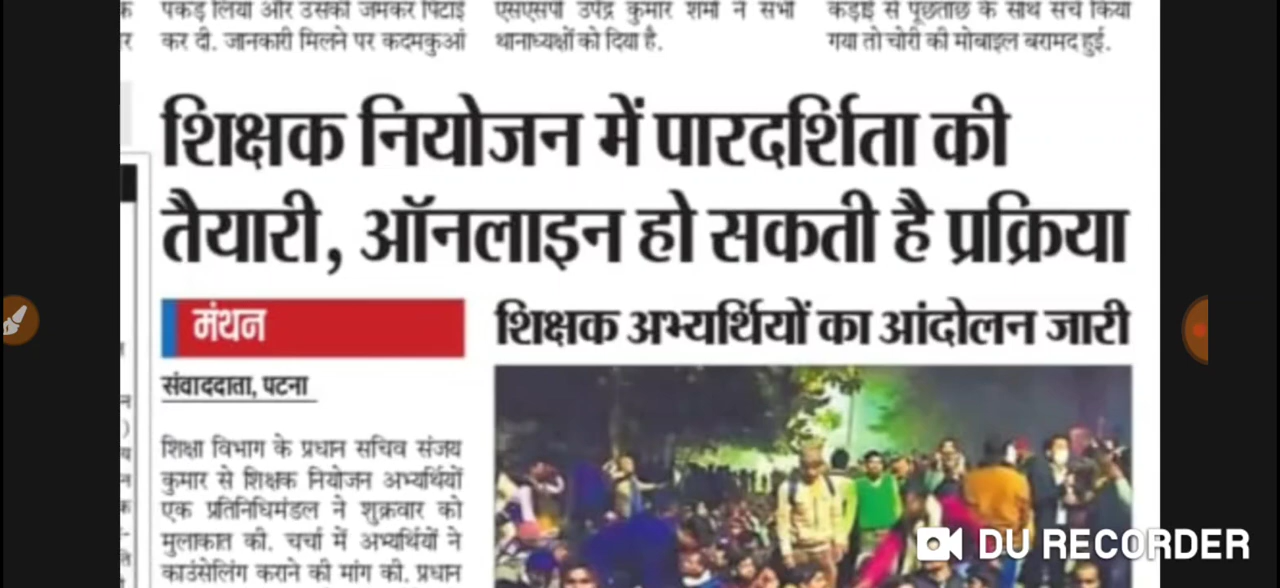 पकड़ लिया और उसकी जमकर पिटाई
कर दी. जानकारी मिलने पर कदमकुआं
एसएसपी उपेंद्र कुमार शर्मा ने सभी
थानाध्यक्षों को दिया है.
कड़ाई से पूछताछ के साथ सर्च किया
गया तो चोरी की मोबाइल बरामद हुई.
शिक्षक नियोजन में पारदर्शिता की
तैयारी, ऑनलाइन हो सकती है प्रक्रिया
मंथन
संवाददाता, पटना
शिक्षा विभाग के प्रधान सचिव संजय
कुमार से शिक्षक नियोजन अभ्यर्थियों
एक प्रतिनिधिमंडल ने शुक्रवार को
मुलाकात की. चर्चा में अभ्यर्थियों ने
काउंसेलिंग कराने की मांग की. प्रधान
शिक्षक अभ्यर्थियों का आंदोलन जारी
DU RECORDER